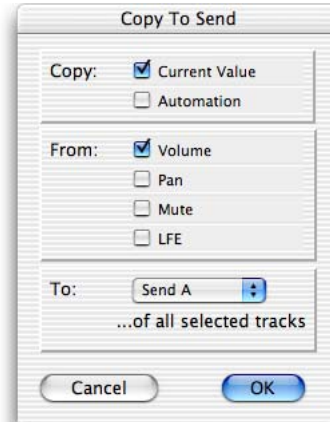 Copy To Send
Copy: Current Value
Automation
From: Volume
Pan
Mute
LFE
To: Send A
...of all selected tracks
Cancel OK